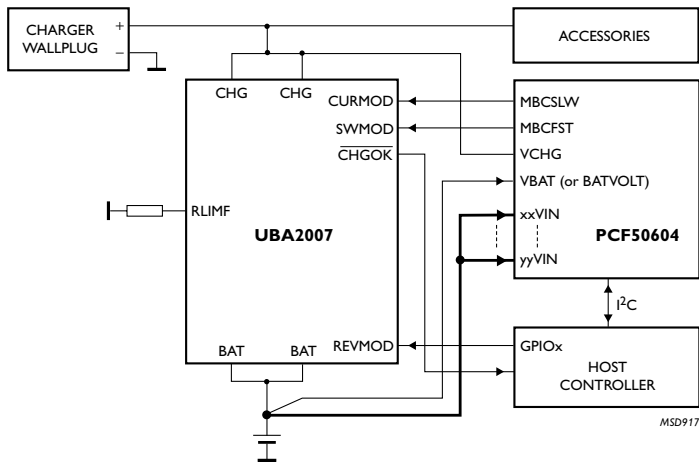 CHARGER
WALLPLUG
+
−
ACCESSORIES
CHG CHG
CURMOD
SWMOD
CHGOK
RLIMF
UBA2007
BAT BAT
REVMOD
MBCSLW
MBCFST
VCHG
VBAT (or BATVOLT)
xxVIN
PCF50604
yyVIN
I²C
GPIOx
HOST
CONTROLLER
MSD917